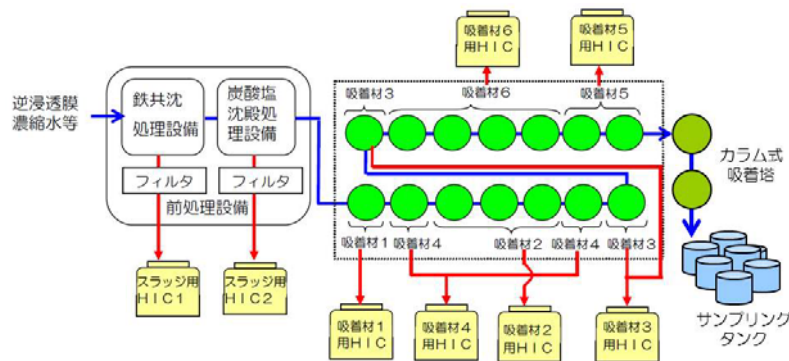 吸着材6
用HIC
吸着材5
用HIC
逆浸透膜
濃縮水等
鉄共沈
処理設備
炭酸塩
沈殿処
理設備
フィルタ
フィルタ
前処理設備
スラッジ用
HIC1
スラッジ用
HIC2
吸着材3
吸着材6
吸着材5
吸着材1
吸着材4
吸着材2
吸着材4
吸着材3
カラム式
吸着塔
サンプリング
タンク
吸着材1
用HIC
吸着材4
用HIC
吸着材2
用HIC
吸着材3
用HIC